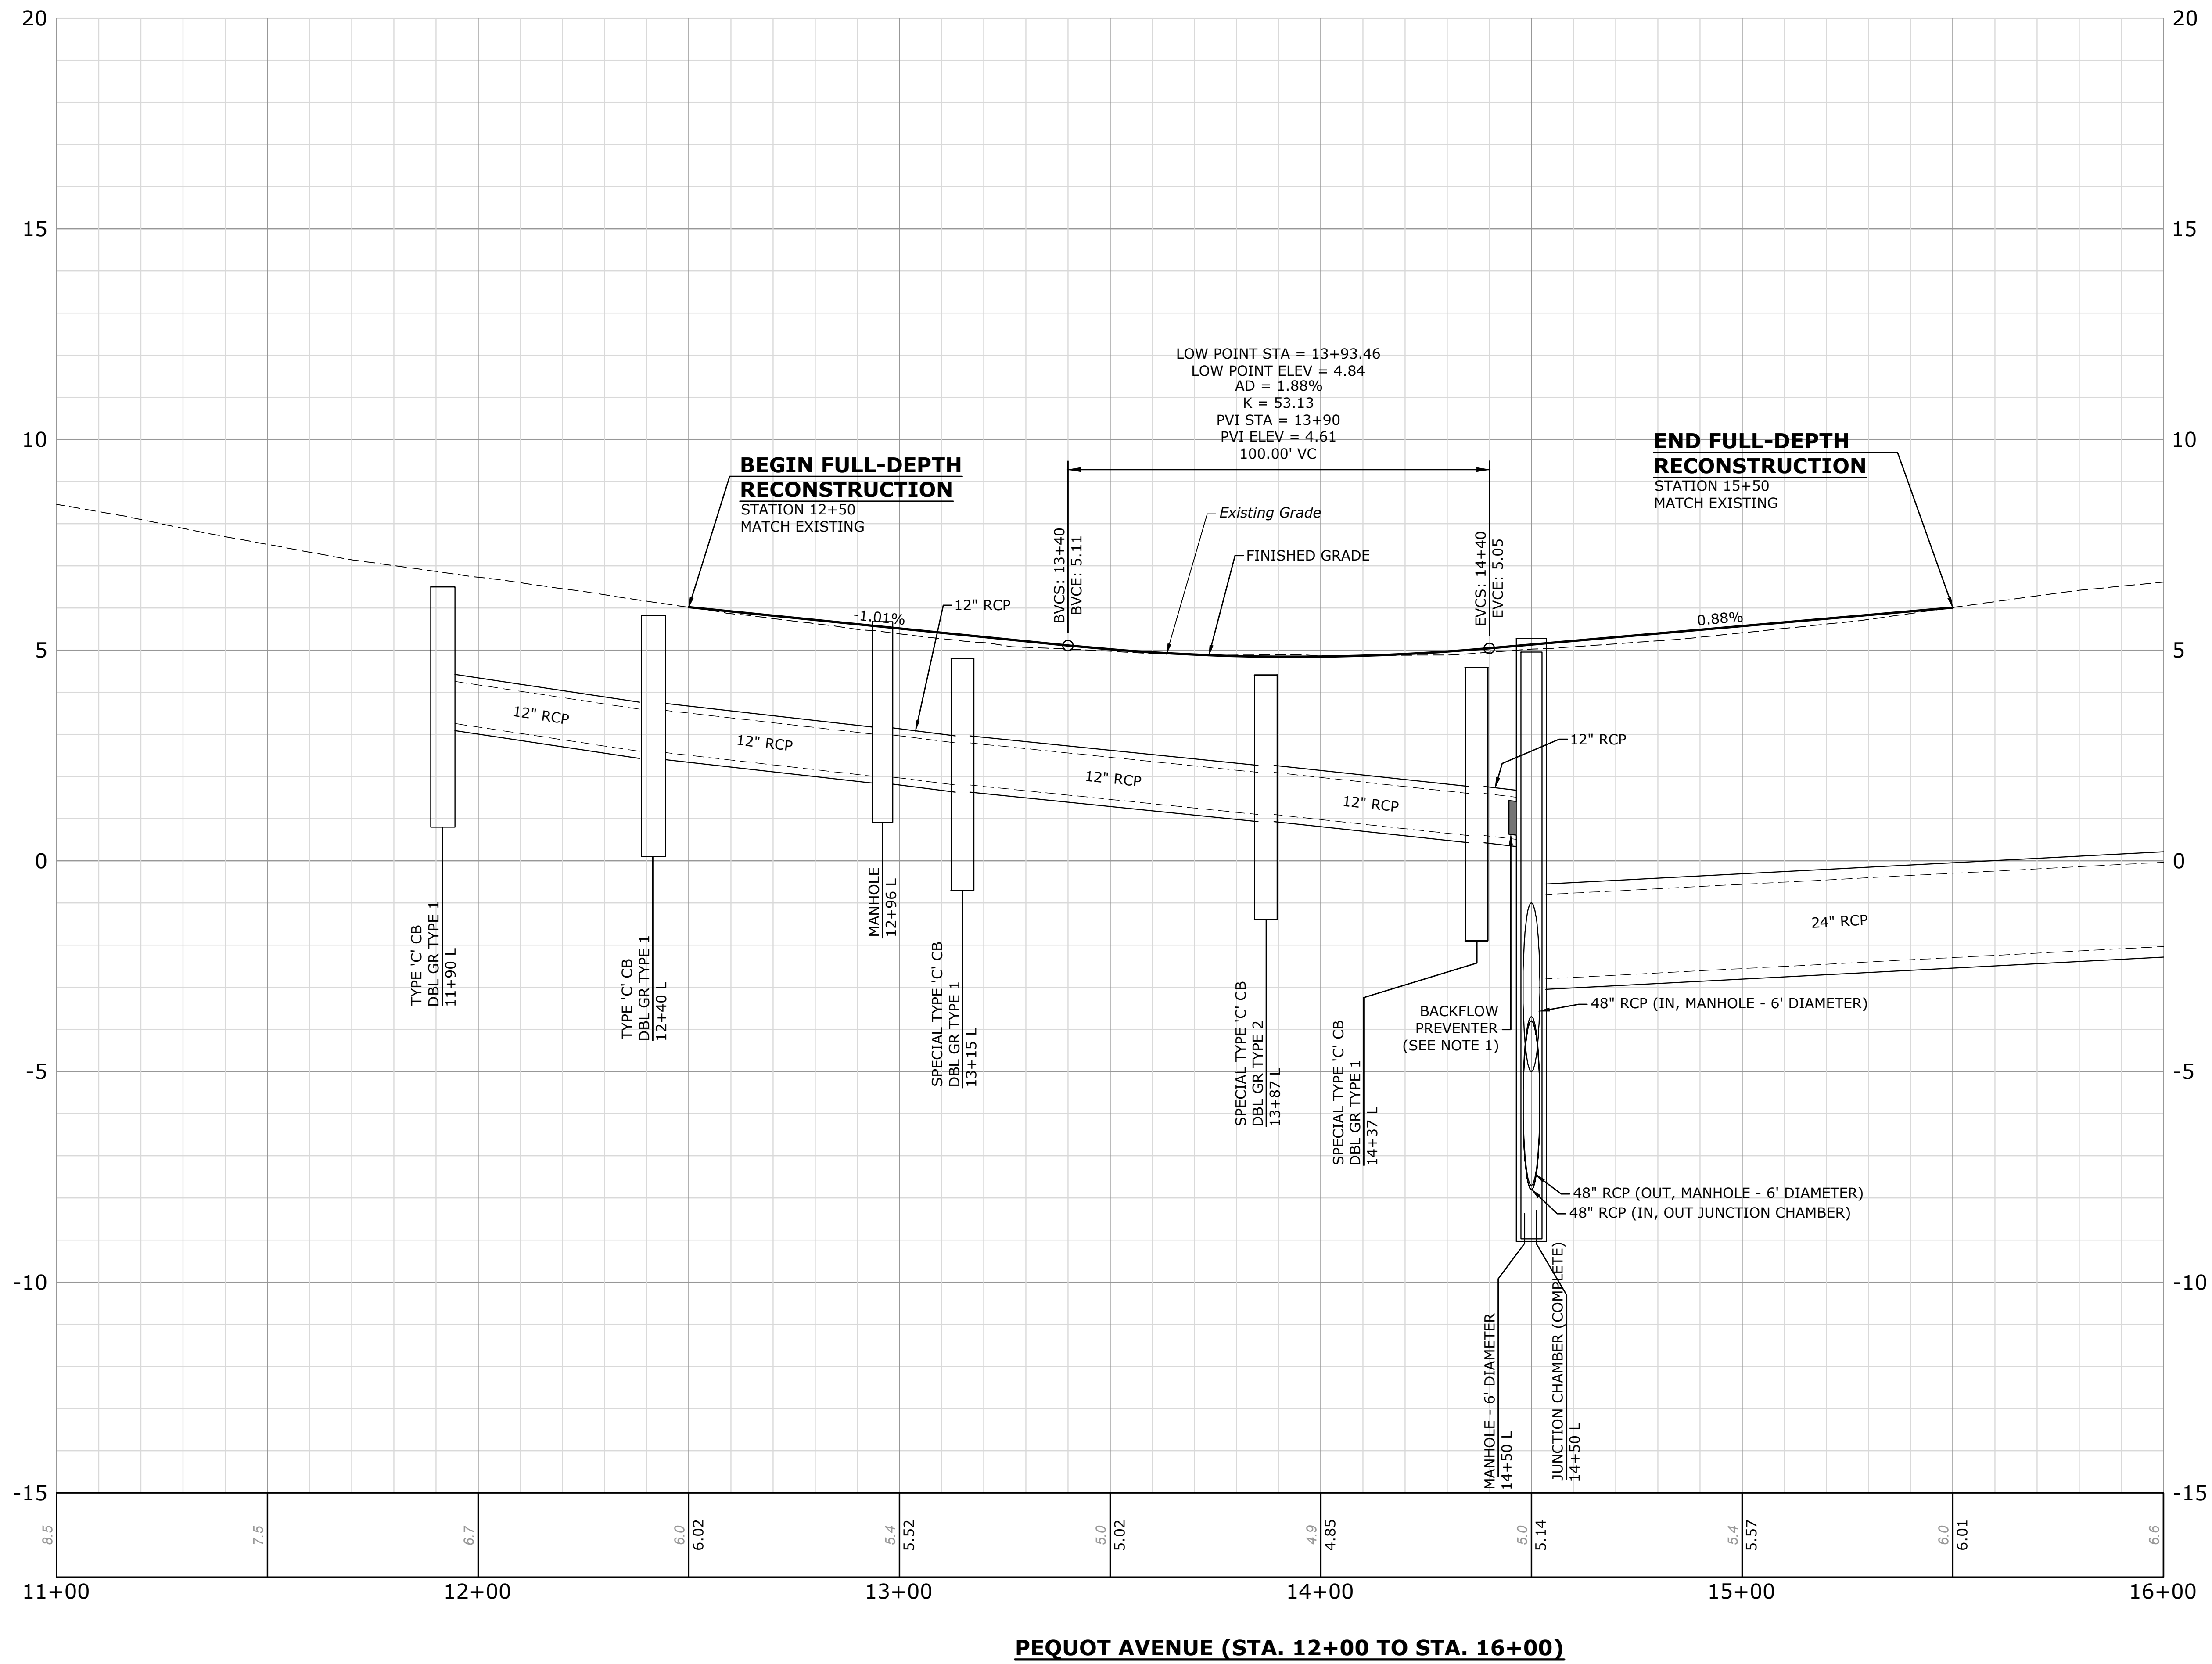 20
20
15
15
LOW POINT STA = 13+93.46
LOW POINT ELEV = 4.84
AD = 1.88%
K = 53.13
PVI STA = 13+90
PVI ELEV = 4.61
100.00' VC
10
10
BEGIN FULL-DEPTH
RECONSTRUCTION
STATION 12+50
MATCH EXISTING
END FULL-DEPTH
RECONSTRUCTION
STATION 15+50
MATCH EXISTING
Existing Grade
FINISHED GRADE
BVCS: 13+40
BVCE: 5.11
EVCS: 14+40
EVCE: 5.05
-1.01%
0.88%
12" RCP
5
5
12" RCP
12" RCP
12" RCP
12" RCP
12" RCP
0
0
24" RCP
TYPE 'C' CB
DBL GR TYPE 1
11+90 L
TYPE 'C' CB
DBL GR TYPE 1
12+40 L
MANHOLE
12+96 L
SPECIAL TYPE 'C' CB
DBL GR TYPE 1
13+15 L
SPECIAL TYPE 'C' CB
DBL GR TYPE 2
13+87 L
SPECIAL TYPE 'C' CB
DBL GR TYPE 1
14+37 L
BACKFLOW
PREVENTER
(SEE NOTE 1)
48" RCP (IN, MANHOLE - 6' DIAMETER)
-5
-5
48" RCP (OUT, MANHOLE - 6' DIAMETER)
48" RCP (IN, OUT JUNCTION CHAMBER)
-10
-10
MANHOLE - 6' DIAMETER
14+50 L
JUNCTION CHAMBER (COMPLETE)
14+50 L
-15
-15
8.5
7.5
6.7
6.0
6.02
5.4
5.52
5.0
5.02
4.9
4.85
5.0
5.14
5.4
5.57
6.0
6.01
6.6
11+00
12+00
13+00
14+00
15+00
16+00
PEQUOT AVENUE (STA. 12+00 TO STA. 16+00)